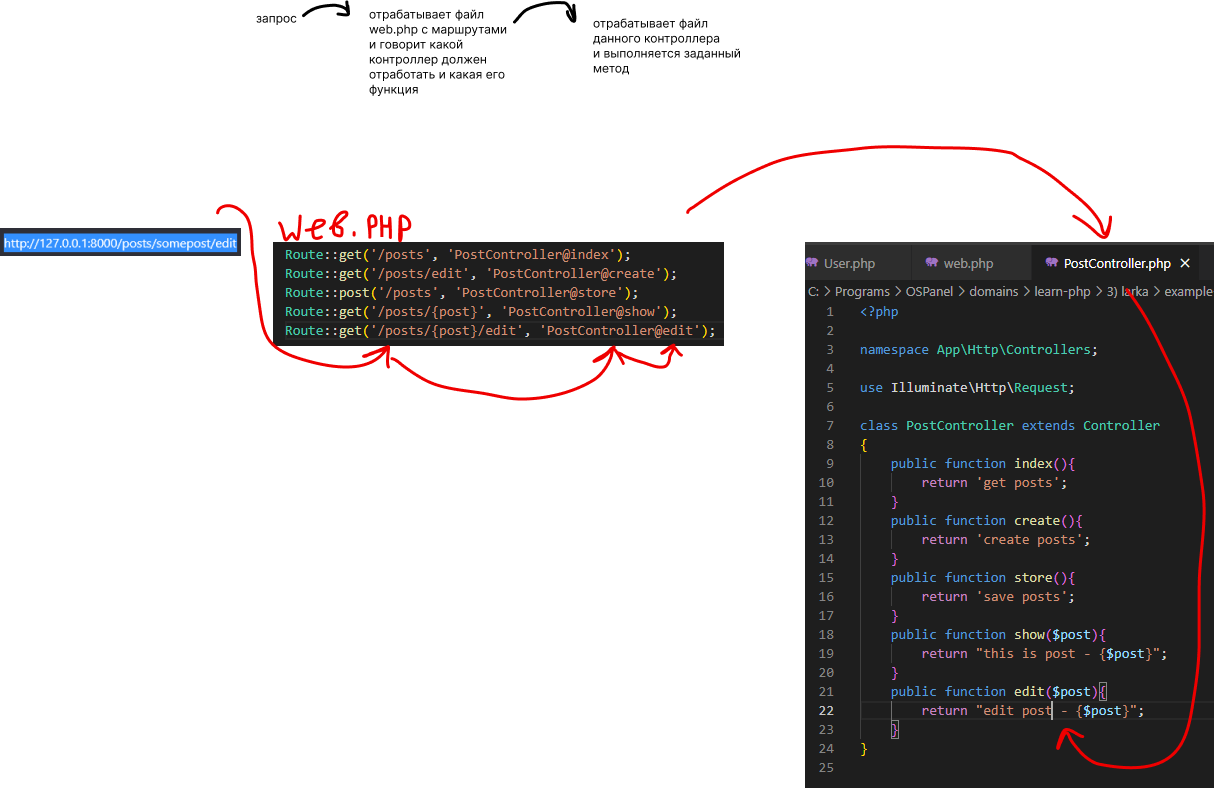 запрос
отрабатывает файл
web.php с маршрутами
и говорит какой
контроллер должен
отработать и какая его
функция
отрабатывает файл
данного контроллера
и выполняется заданный
метод
http://127.0.0.1:8000/posts/somepost/edit
web.PHP
Route::get('/posts', 'PostController@index');
Route::get('/posts/edit', 'PostController@create');
Route::post('/posts', 'PostController@store');
Route::get('/posts/{post}', 'PostController@show');
Route::get('/posts/{post}/edit', 'PostController@edit');
User.php web.php PostController.php ×
C: > Programs > OSPanel > domains > learn-php > 3) larka > example
1 <?php
2
3 namespace App\Http\Controllers;
4
5 use Illuminate\Http\Request;
6
7 class PostController extends Controller
8 {
9 public function index(){
10 return 'get posts';
11 }
12 public function create(){
13 return 'create posts';
14 }
15 public function store(){
16 return 'save posts';
17 }
18 public function show($post){
19 return "this is post - {$post}";
20 }
21 public function edit($post){
22 return "edit post - {$post}";
23 }
24 }
25